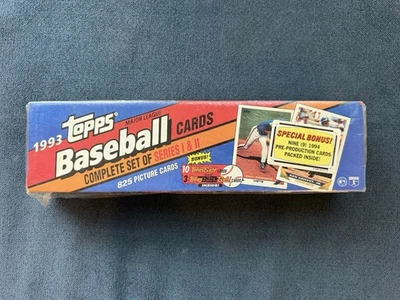 1993 TOPPS
MAJOR LEAGUE
Baseball CARDS
COMPLETE SET OF SERIES I & II
825 PICTURE CARDS
BONUS!
10
SPECIAL BONUS!
NINE (9) 1994
PRE-PRODUCTION CARDS
PACKED INSIDE!